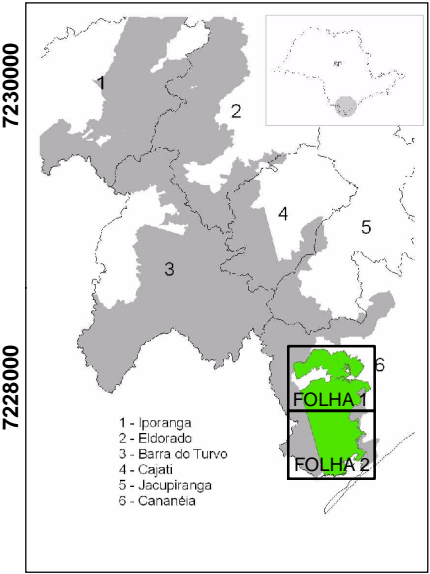 7230000
7228000
SP
1
2
3
4
5
6
FOLHA 1
FOLHA 2
1 - Iporanga
2 - Eldorado
3 - Barra do Turvo
4 - Cajati
5 - Jacupiranga
6 - Cananéia